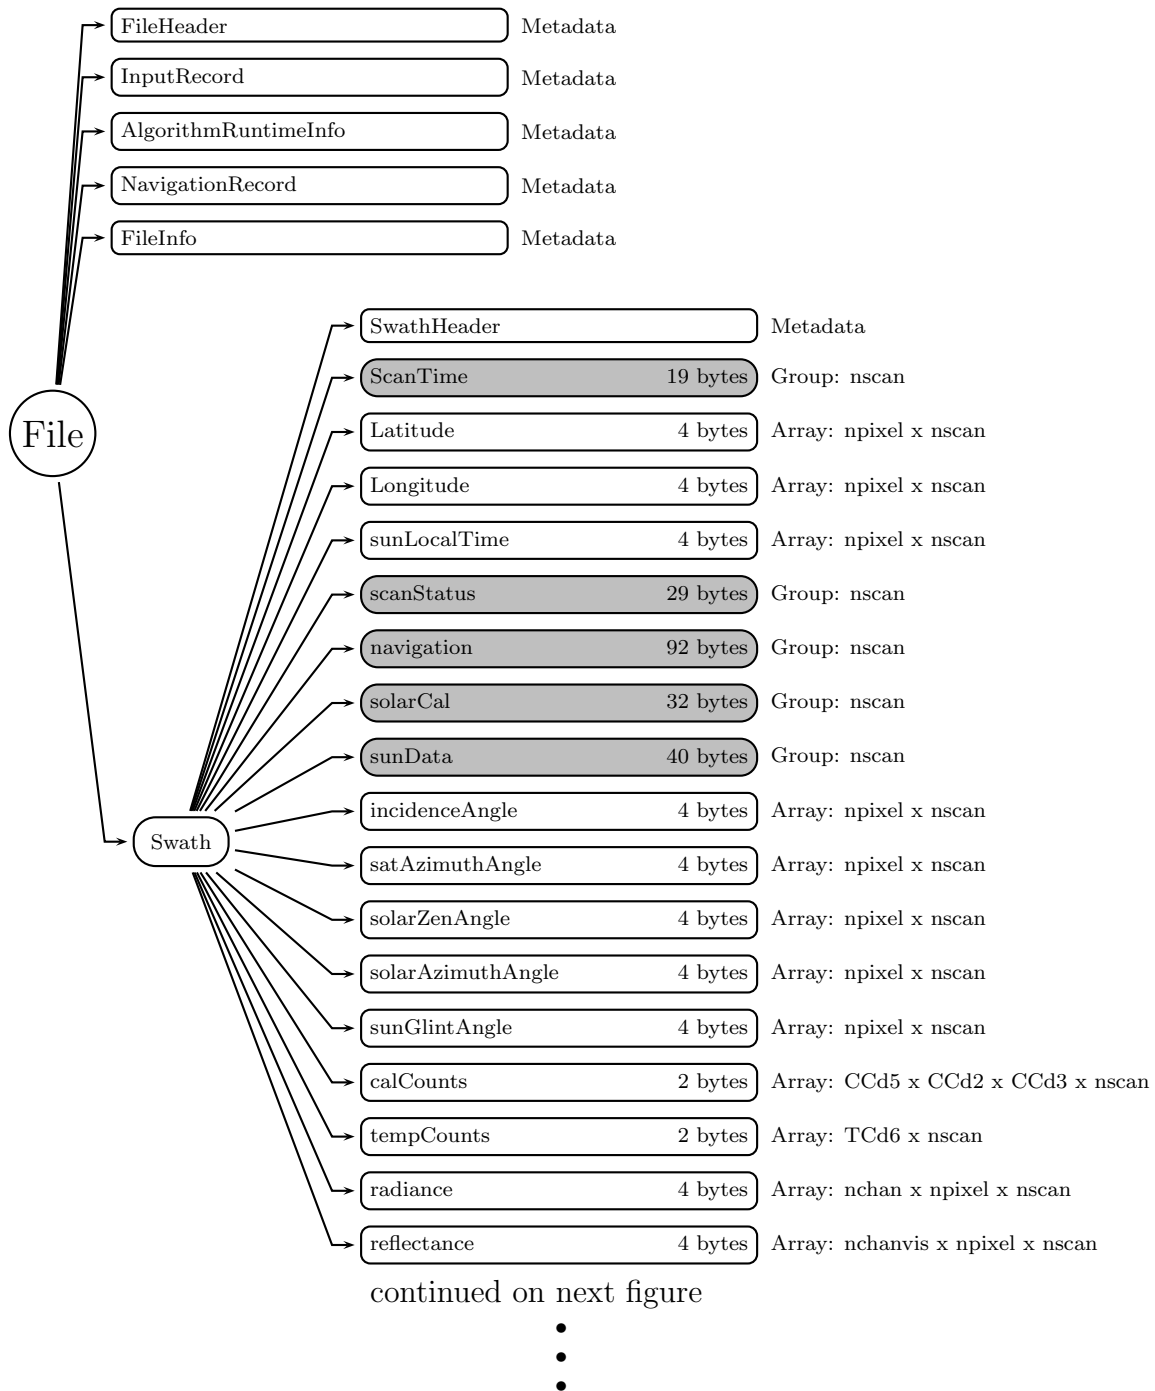 FileHeader Metadata
InputRecord Metadata
AlgorithmRuntimeInfo Metadata
NavigationRecord Metadata
FileInfo Metadata
SwathHeader Metadata
ScanTime 19 bytes Group: nscan
Latitude 4 bytes Array: npixel x nscan
File
Longitude 4 bytes Array: npixel x nscan
sunLocalTime 4 bytes Array: npixel x nscan
scanStatus 29 bytes Group: nscan
navigation 92 bytes Group: nscan
solarCal 32 bytes Group: nscan
sunData 40 bytes Group: nscan
incidenceAngle 4 bytes Array: npixel x nscan
Swath
satAzimuthAngle 4 bytes Array: npixel x nscan
solarZenAngle 4 bytes Array: npixel x nscan
solarAzimuthAngle 4 bytes Array: npixel x nscan
sunGlintAngle 4 bytes Array: npixel x nscan
calCounts 2 bytes Array: CCd5 x CCd2 x CCd3 x nscan
tempCounts 2 bytes Array: TCd6 x nscan
radiance 4 bytes Array: nchan x npixel x nscan
reflectance 4 bytes Array: nchanvis x npixel x nscan
continued on next figure